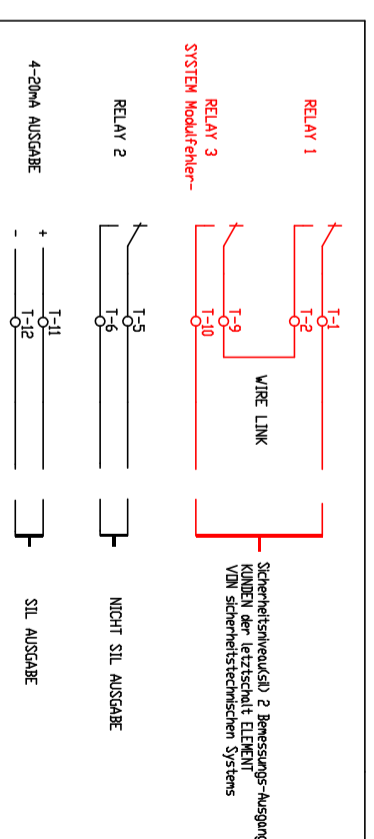 RELAY 1
T-1
T-2
WIRE LINK
RELAY 3
SYSTEM Modulfehler-
T-9
T-10
Sicherheitsniveau(sil) 2 Bemessungs-Ausgang
KUNDEN der letztschalt ELEMENT
VON sicherheitstechnischen Systems
RELAY 2
T-5
T-6
NICHT SIL AUSGABE
4-20mA AUSGABE
+
-
T-11
T-12
SIL AUSGABE